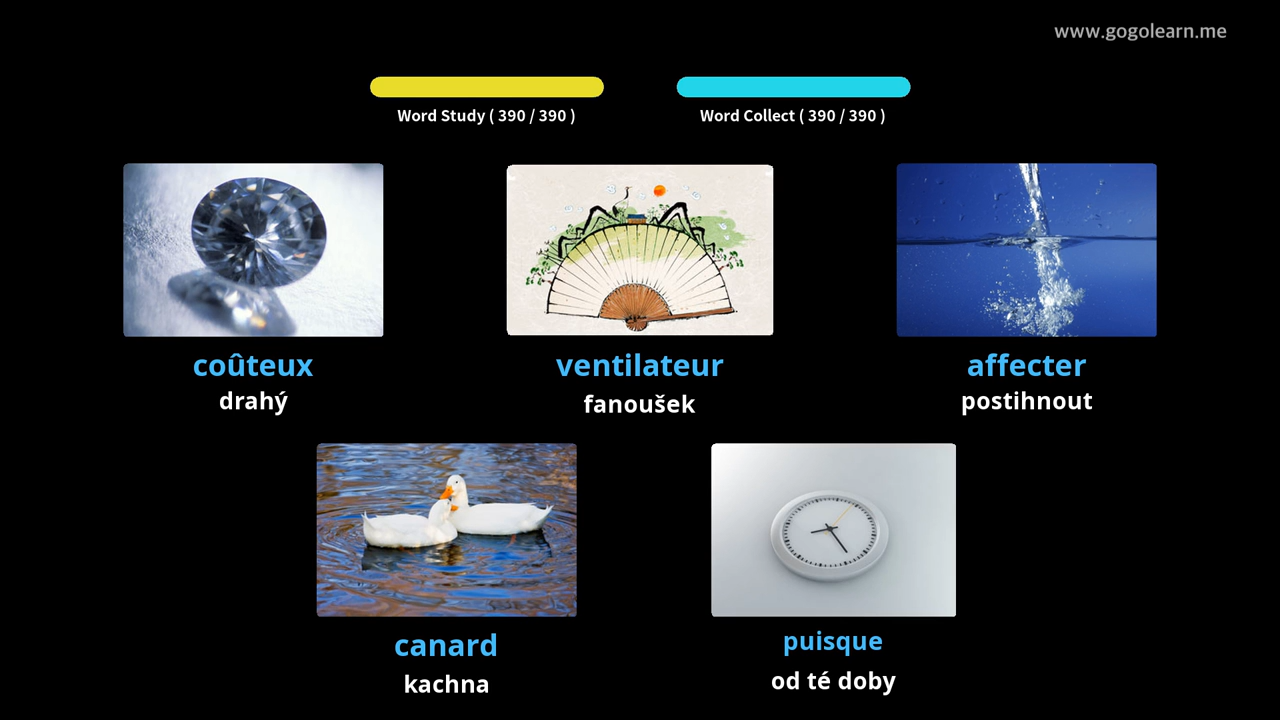 www.gogolearn.me
Word Study ( 390 / 390 )
Word Collect ( 390 / 390 )
coûteux
drahý
ventilateur
fanoušek
affecter
postihnout
canard
kachna
puisque
od té doby